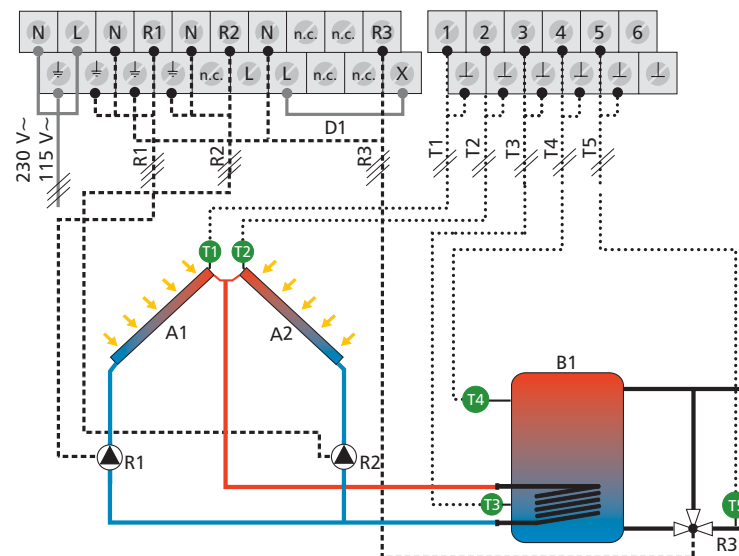 N L N R1 N R2 N n.c. n.c. R3
n.c. L L n.c. n.c. X
1 2 3 4 5 6
D1
230 V~
115 V~
R1
R2
R3
T1
T2
T3
T4
T5
T1 T2
A1 A2
B1
T4
R1 R2
T3
T5
R3